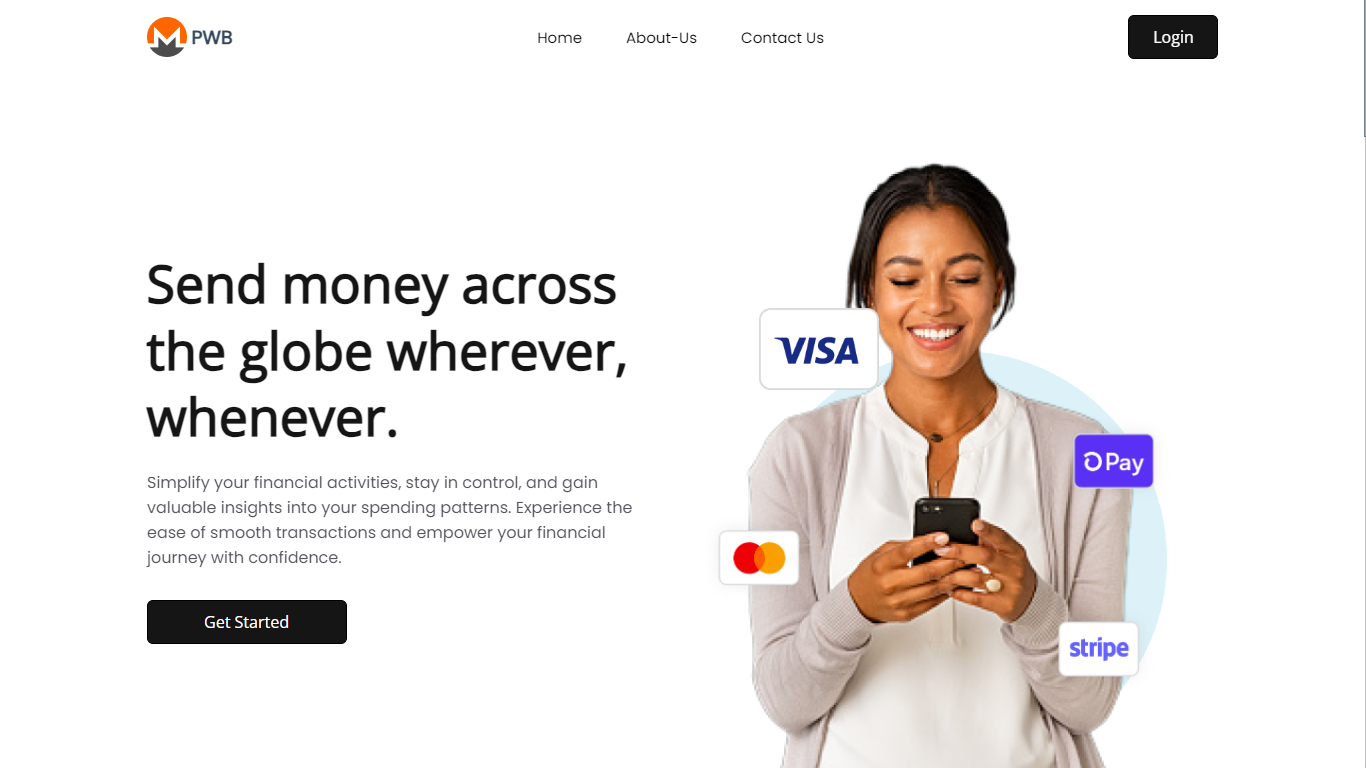 PWB
Home
About-Us
Contact Us
Login
Send money across
the globe wherever,
whenever.
Simplify your financial activities, stay in control, and gain
valuable insights into your spending patterns. Experience the
ease of smooth transactions and empower your financial
journey with confidence.
Get Started
VISA
Pay
stripe